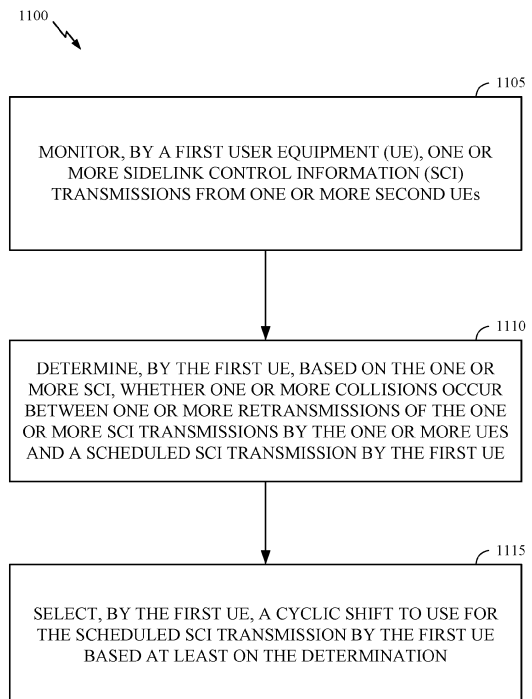 1100
1105
MONITOR, BY A FIRST USER EQUIPMENT (UE), ONE OR
MORE SIDELINK CONTROL INFORMATION (SCI)
TRANSMISSIONS FROM ONE OR MORE SECOND UEs
1110
DETERMINE, BY THE FIRST UE, BASED ON THE ONE OR
MORE SCI, WHETHER ONE OR MORE COLLISIONS OCCUR
BETWEEN ONE OR MORE RETRANSMISSIONS OF THE ONE
OR MORE SCI TRANSMISSIONS BY THE ONE OR MORE UES
AND A SCHEDULED SCI TRANSMISSION BY THE FIRST UE
1115
SELECT, BY THE FIRST UE, A CYCLIC SHIFT TO USE FOR
THE SCHEDULED SCI TRANSMISSION BY THE FIRST UE
BASED AT LEAST ON THE DETERMINATION